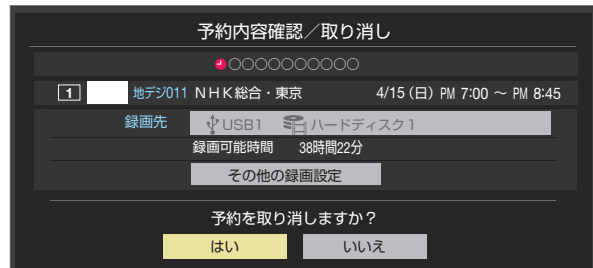 予約内容確認／取り消し
○○○○○○○○○○
1 地デジ011 NHK総合・東京 4/15 (日) PM 7:00 ～ PM 8:45
録画先 USB1 ハードディスク1
録画可能時間 38時間22分
その他の録画設定
予約を取り消しますか？
はい いいえ